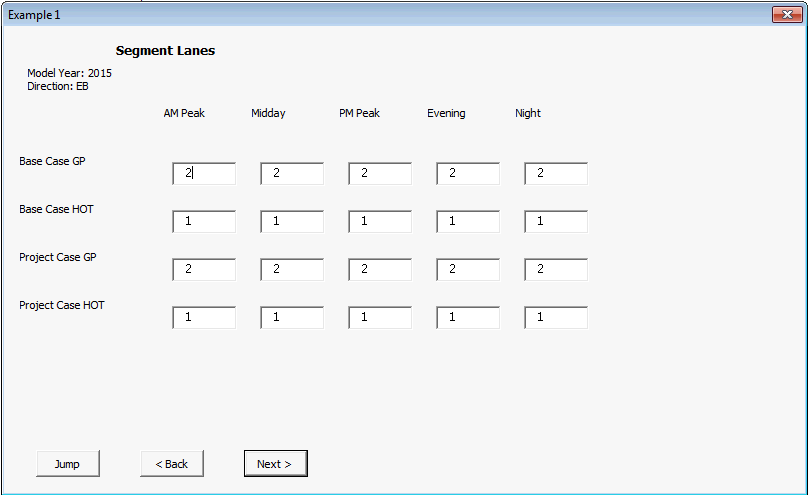 Example 1
Segment Lanes
Model Year: 2015
Direction: EB
AM Peak Midday PM Peak Evening Night
Base Case GP 2 2 2 2 2
Base Case HOT 1 1 1 1 1
Project Case GP 2 2 2 2 2
Project Case HOT 1 1 1 1 1
Jump < Back Next >